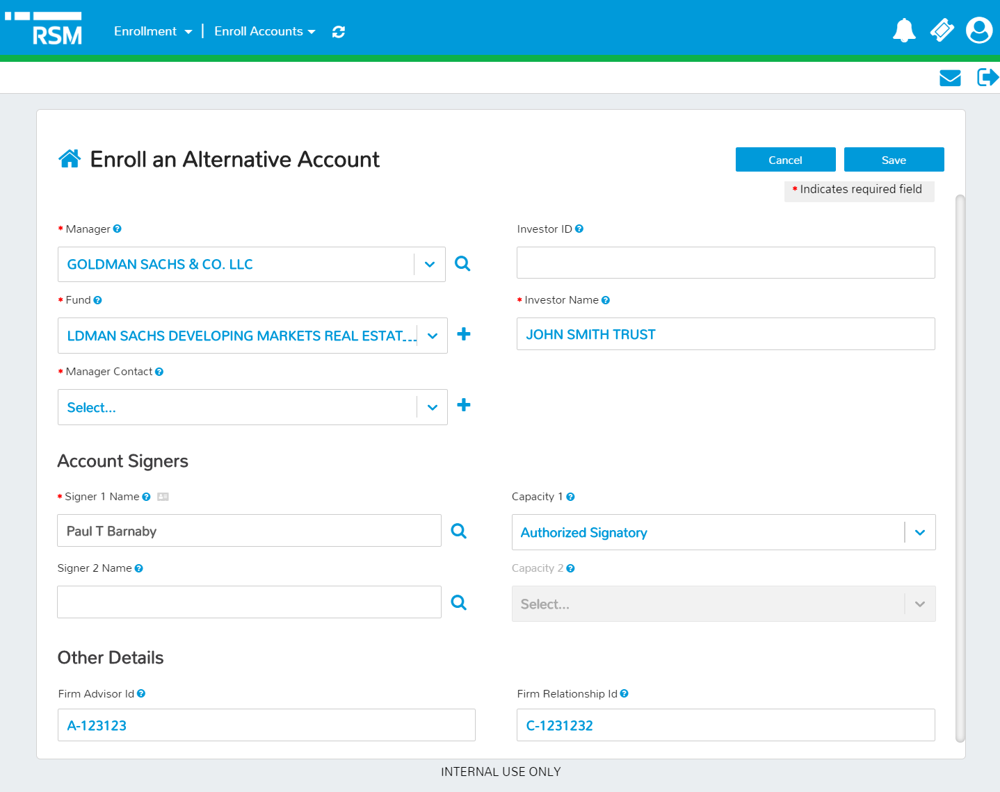 RSM
Enrollment | Enroll Accounts
Enroll an Alternative Account
Cancel
Save
* Indicates required field
* Manager
Investor ID
GOLDMAN SACHS & CO. LLC
* Fund
* Investor Name
LDMAN SACHS DEVELOPING MARKETS REAL ESTAT...
JOHN SMITH TRUST
* Manager Contact
Select...
Account Signers
* Signer 1 Name
Capacity 1
Paul T Barnaby
Authorized Signatory
Signer 2 Name
Capacity 2
Select...
Other Details
Firm Advisor Id
Firm Relationship Id
A-123123
C-1231232
INTERNAL USE ONLY